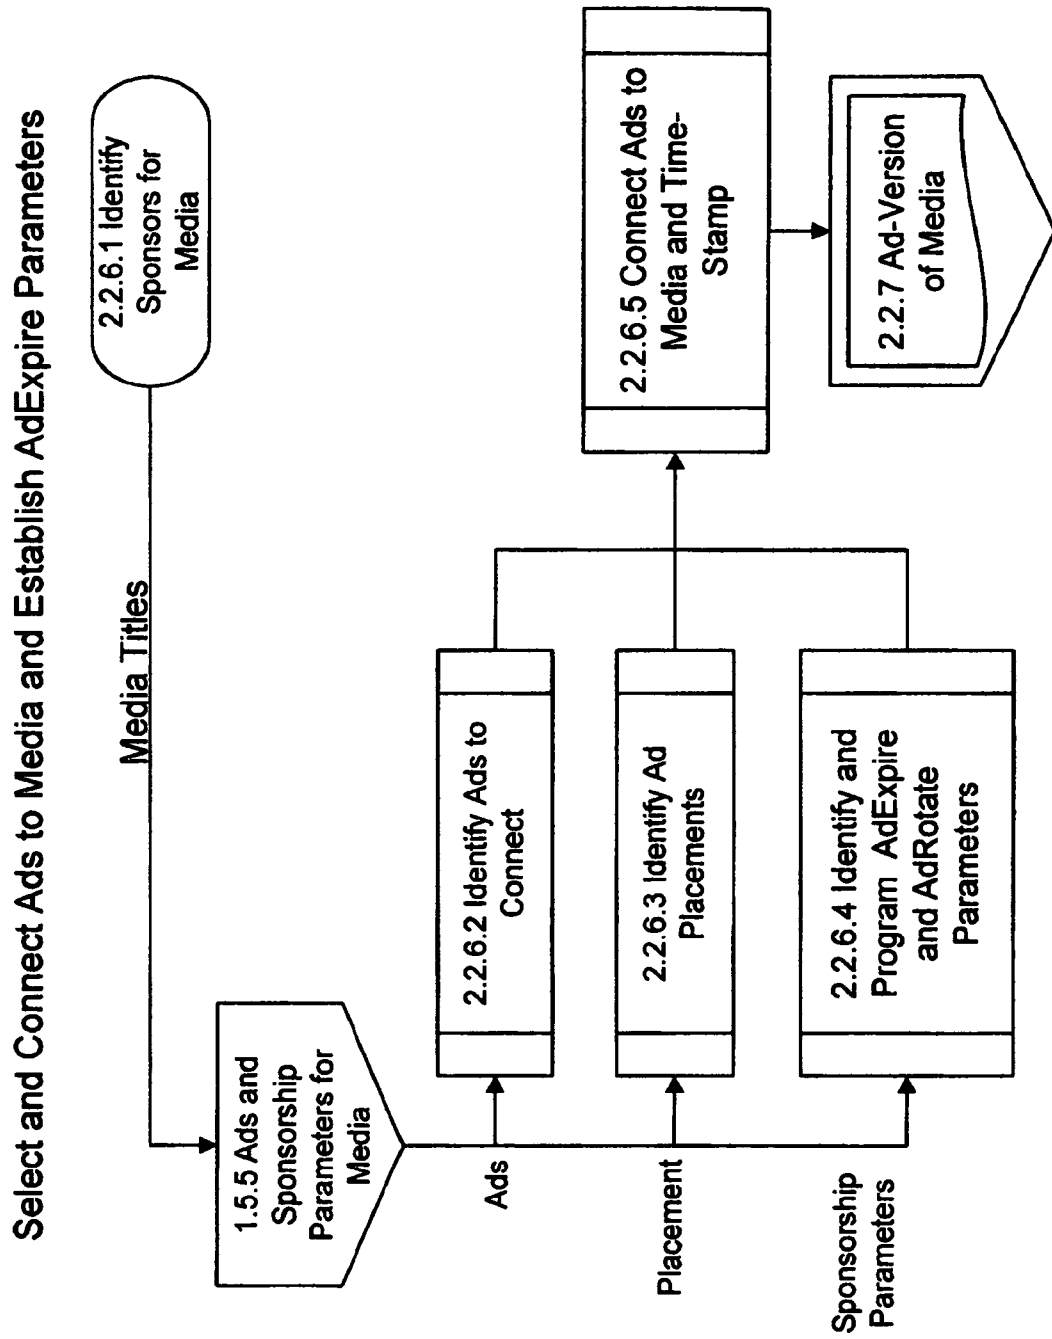 Select and Connect Ads to Media and Establish AdExpire Parameters
2.2.6.1 Identify
Sponsors for
Media
Media Titles
1.5.5 Ads and
Sponsorship
Parameters for
Media
Ads
2.2.6.2 Identify Ads to
Connect
Placement
2.2.6.3 Identify Ad
Placements
Sponsorship
Parameters
2.2.6.4 Identify and
Program AdExpire
and AdRotate
Parameters
2.2.6.5 Connect Ads to
Media and Time-
Stamp
2.2.7 Ad-Version
of Media